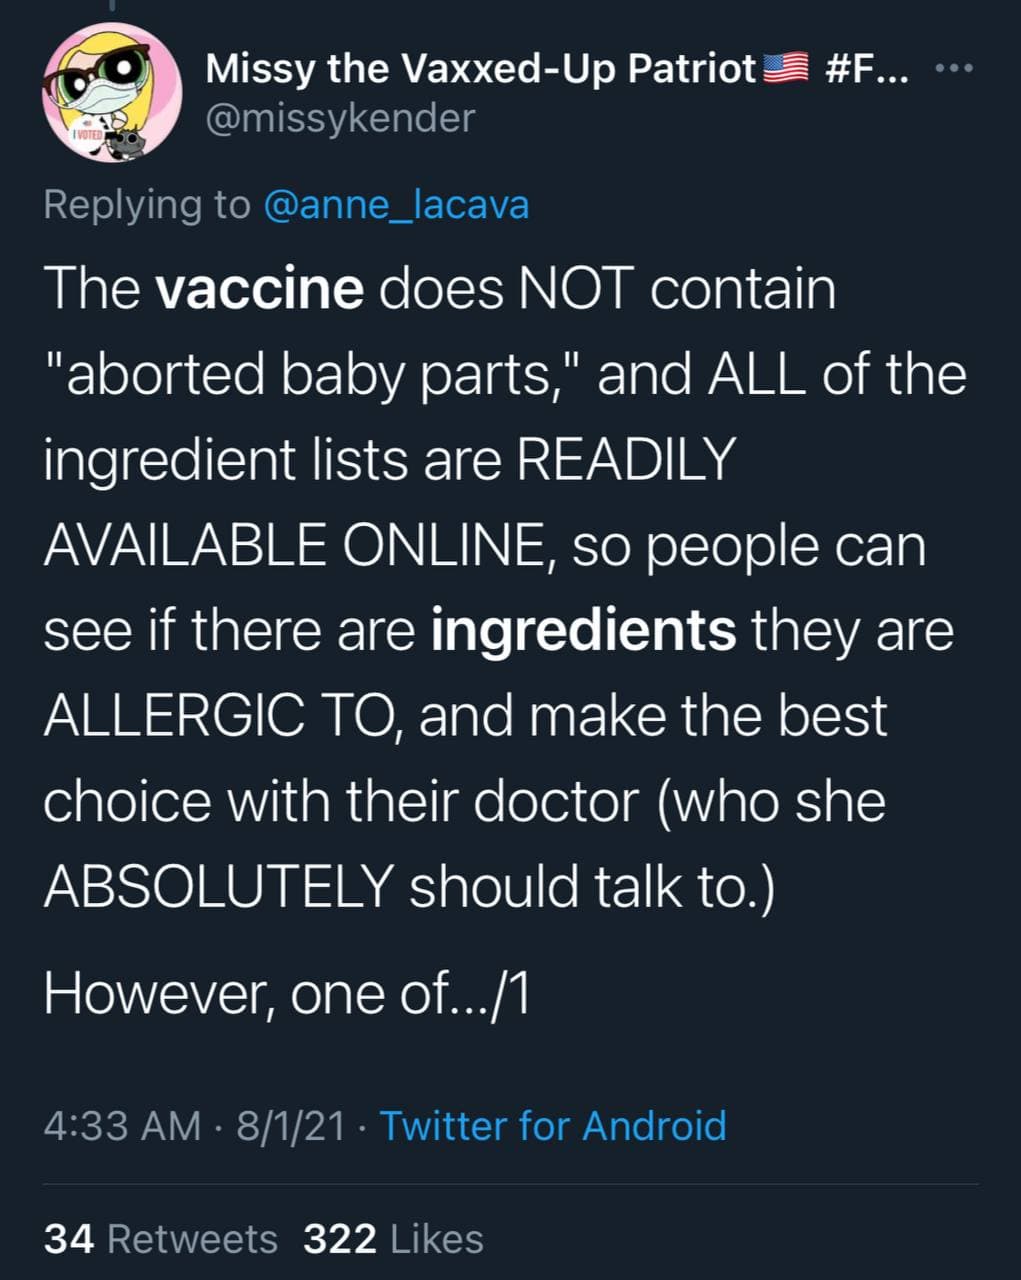 Missy the Vaxxed-Up Patriot🇺🇸 #F...
@missykender
I VOTED
Replying to @anne_lacava
The vaccine does NOT contain
"aborted baby parts," and ALL of the
ingredient lists are READILY
AVAILABLE ONLINE, so people can
see if there are ingredients they are
ALLERGIC TO, and make the best
choice with their doctor (who she
ABSOLUTELY should talk to.)
However, one of.../1
4:33 AM · 8/1/21 · Twitter for Android
34 Retweets 322 Likes